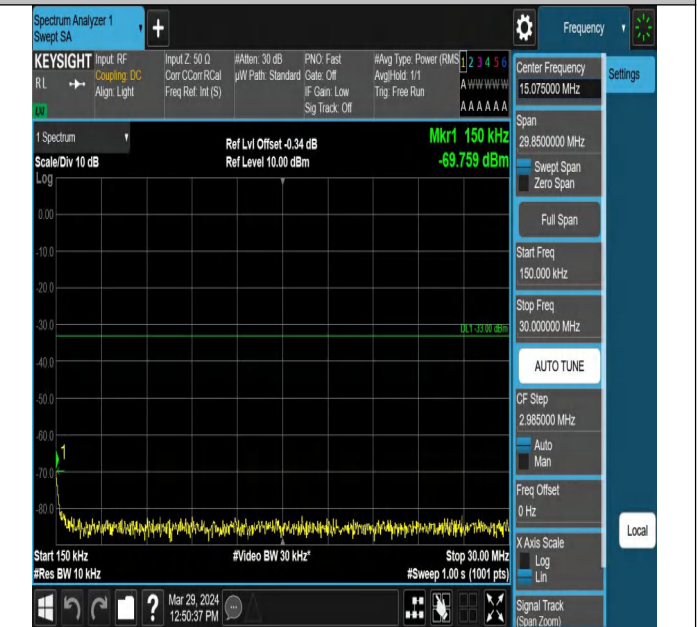 Spectrum Analyzer 1
Swept SA
+
Frequency
KEYSIGHT
RL
LXI
Input: RF
Coupling: DC
Align: Light
Input Z: 50 Ω
Corr CCorr RCal
Freq Ref: Int (S)
#Atten: 30 dB
µW Path: Standard
PNO: Fast
Gate: Off
IF Gain: Low
Sig Track: Off
#Avg Type: Power (RMS
Avg|Hold: 1/1
Trig: Free Run
1 2 3 4 5 6
A W W W W W
A A A A A A
1 Spectrum
Scale/Div 10 dB
Log
Ref Lvl Offset -0.34 dB
Ref Level 10.00 dBm
Mkr1 150 kHz
-69.759 dBm
0.00
-10.0
-20.0
-30.0
DL1 -33.00 dBm
-40.0
-50.0
-60.0
1
-70.0
-80.0
Start 150 kHz
#Res BW 10 kHz
#Video BW 30 kHz*
Stop 30.00 MHz
#Sweep 1.00 s (1001 pts)
?
Mar 29, 2024
12:50:37 PM
Center Frequency
15.075000 MHz
Settings
Span
29.8500000 MHz
Swept Span
Zero Span
Full Span
Start Freq
150.000 kHz
Stop Freq
30.000000 MHz
AUTO TUNE
CF Step
2.985000 MHz
Auto
Man
Freq Offset
0 Hz
Local
X Axis Scale
Log
Lin
Signal Track
(Span Zoom)